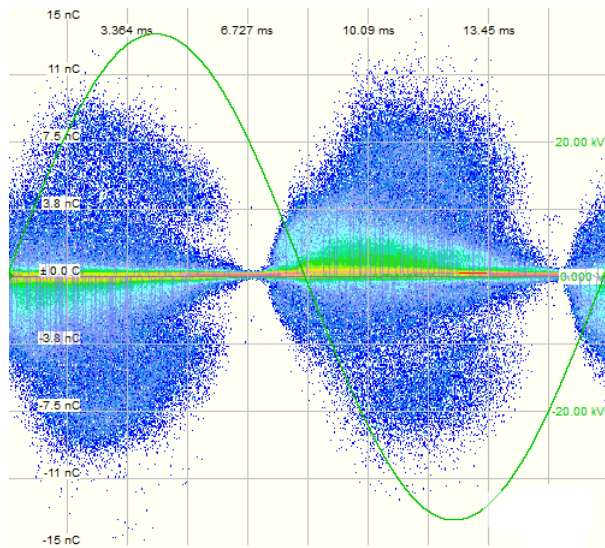 15 nC
3.364 ms
6.727 ms
10.09 ms
13.45 ms
11 nC
7.5 nC
20.00 kV
3.8 nC
±0.0 C
0.000 V
-3.8 nC
-7.5 nC
-20.00 kV
-11 nC
-15 nC